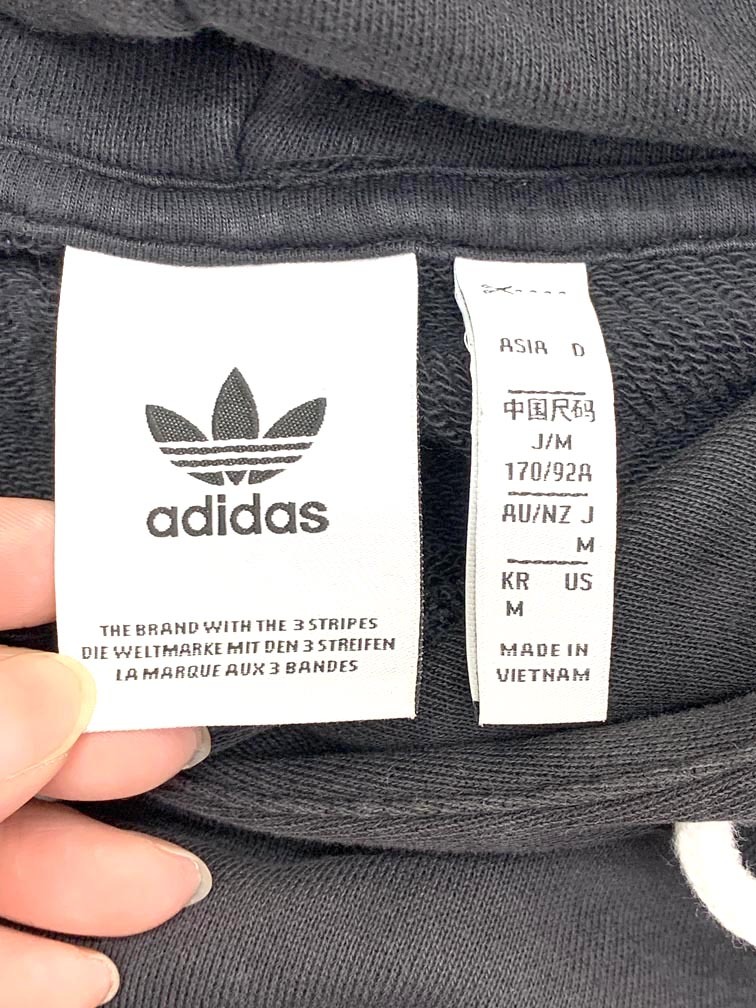 adidas
THE BRAND WITH THE 3 STRIPES
DIE WELTMARKE MIT DEN 3 STREIFEN
LA MARQUE AUX 3 BANDES
ASIA D
中国尺码
J/M
170/92A
AU/NZ J
M
KR US
M
MADE IN
VIETNAM